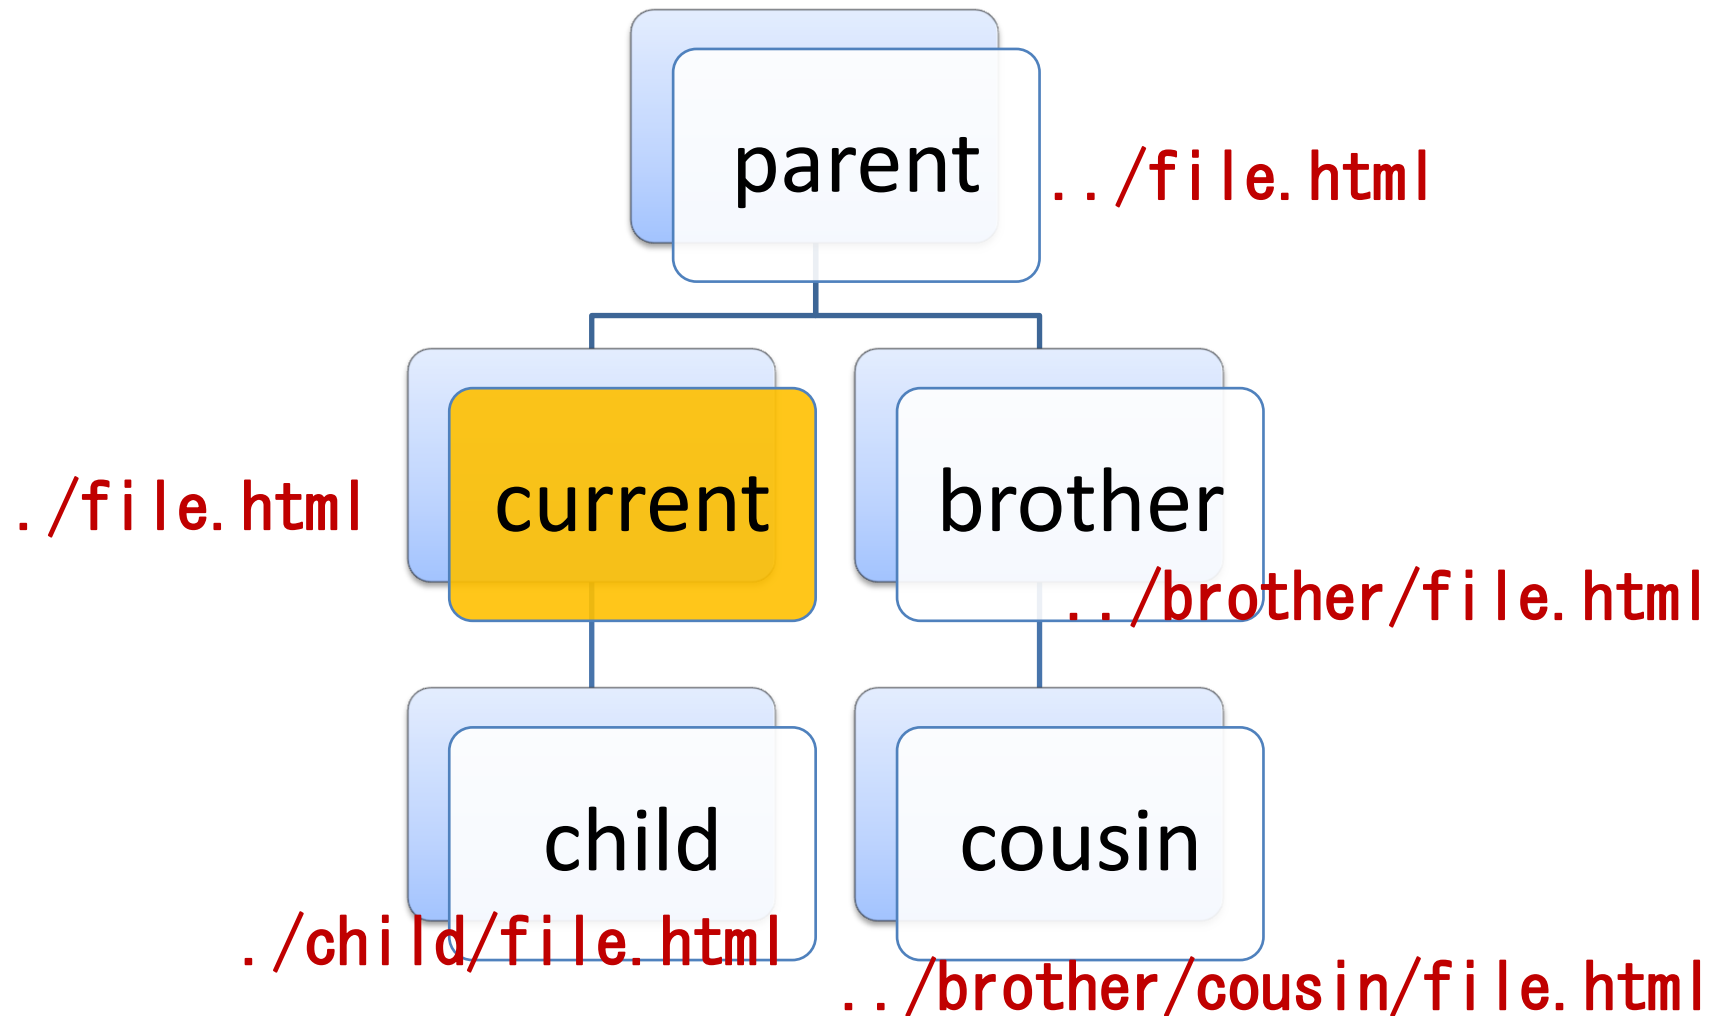 parent
../file.html
./file.html
current
brother
../brother/file.html
child
cousin
./child/file.html
../brother/cousin/file.html